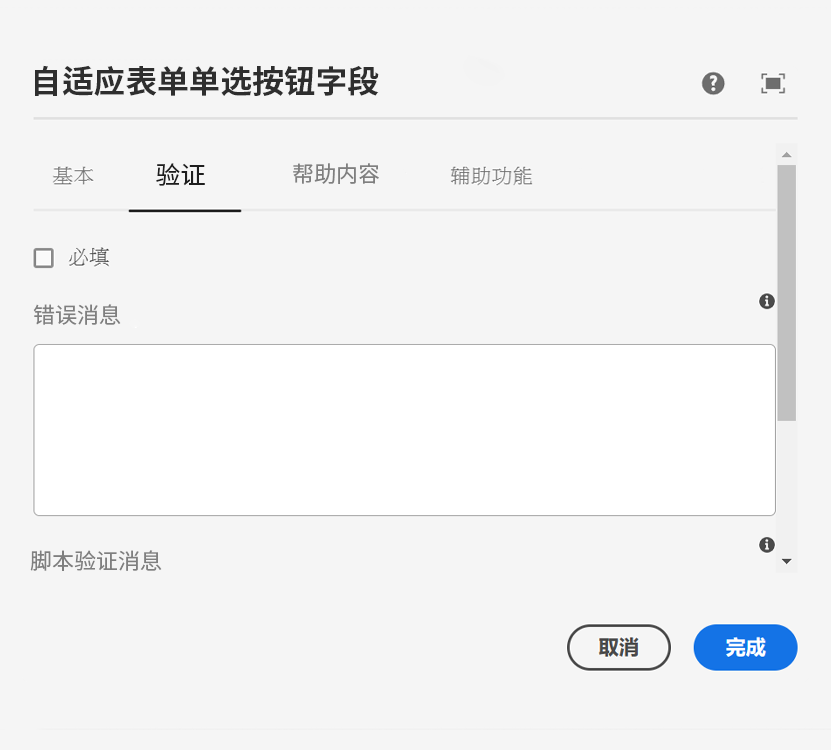 自适应表单单选按钮字段
基本 验证 帮助内容 辅助功能
必填
错误消息
脚本验证消息
取消 完成